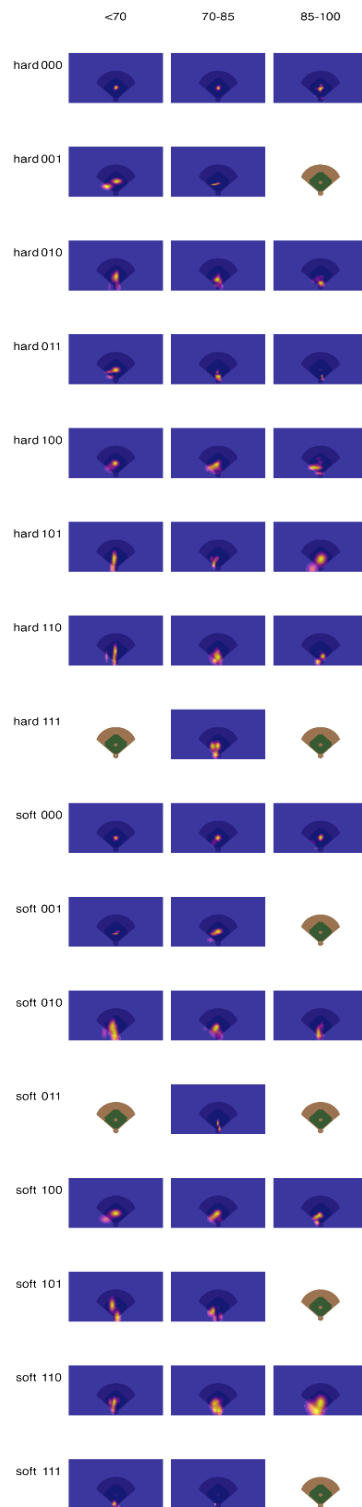 <70 70-85 85-100
hard 000
hard 001
hard 010
hard 011
hard 100
hard 101
hard 110
hard 111
soft 000
soft 001
soft 010
soft 011
soft 100
soft 101
soft 110
soft 111